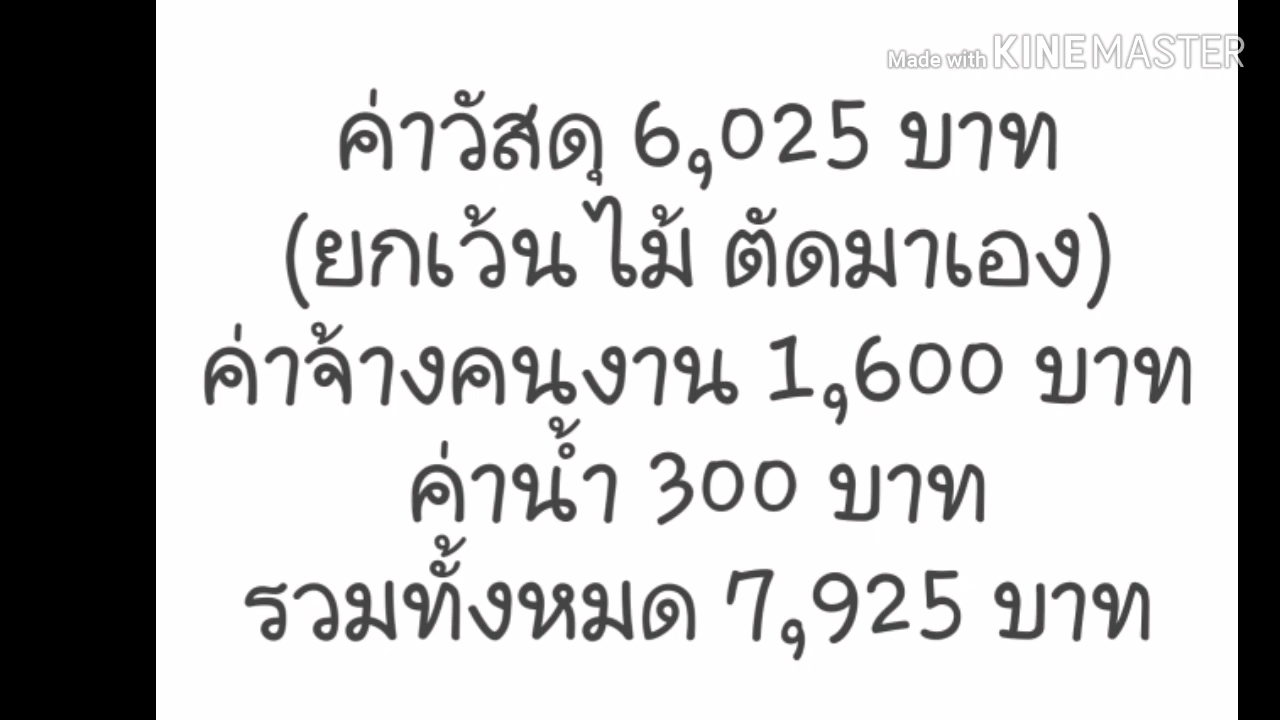 Made with KINEMASTER
ค่าวัสดุ 6,025 บาท
(ยกเว้น ไม้ ตัดมาเอง)
ค่าจ้างคนงาน 1,600 บาท
ค่าน้ำ 300 บาท
รวมทั้งหมด 7,925 บาท